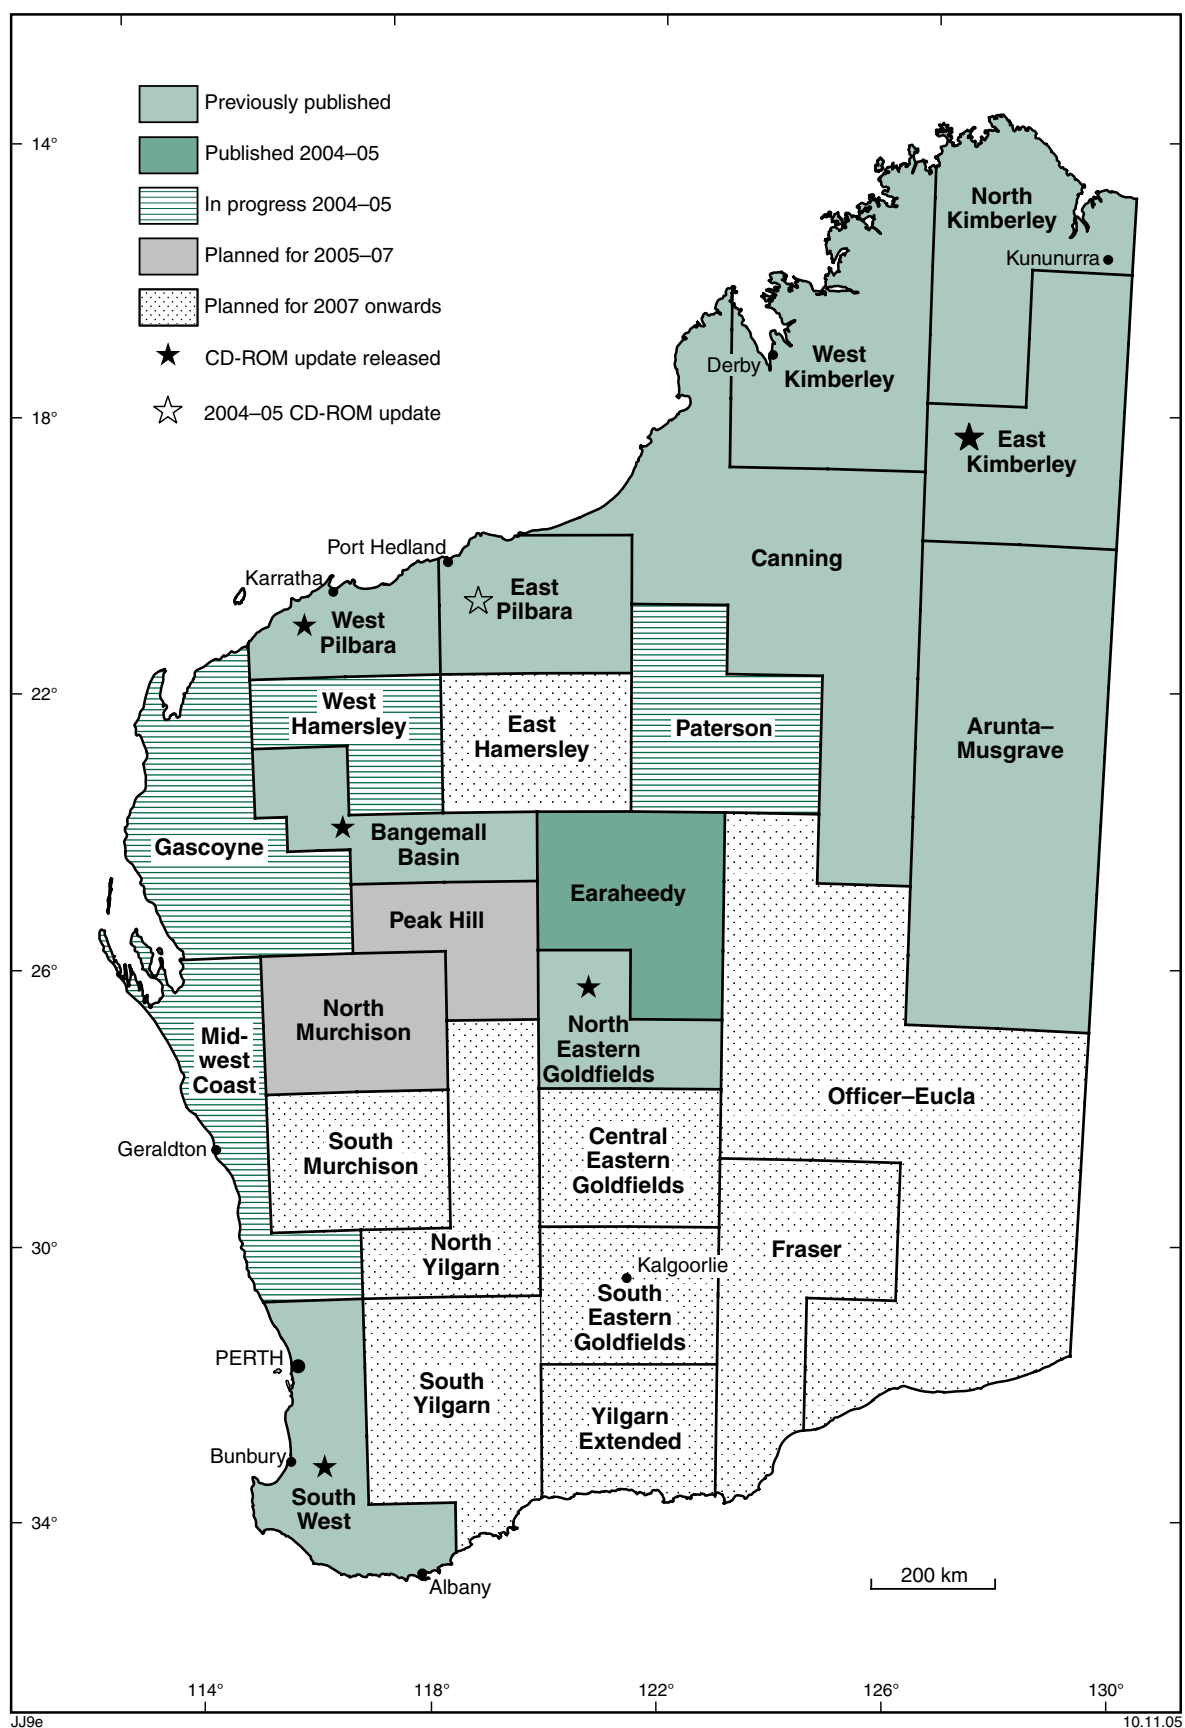 Previously published
Published 2004–05
In progress 2004–05
Planned for 2005–07
Planned for 2007 onwards
CD-ROM update released
2004–05 CD-ROM update
14°
18°
22°
26°
30°
34°
North
Kimberley
Kununurra
West
Kimberley
Derby
East
Kimberley
Canning
Port Hedland
Karratha
East
Pilbara
West
Pilbara
West
Hamersley
East
Hamersley
Paterson
Arunta–
Musgrave
Gascoyne
Bangemall
Basin
Earaheedy
Peak Hill
North
Murchison
North
Eastern
Goldfields
Mid-
west
Coast
Officer–Eucla
Geraldton
South
Murchison
Central
Eastern
Goldfields
North
Yilgarn
Fraser
Kalgoorlie
South
Eastern
Goldfields
PERTH
South
Yilgarn
Yilgarn
Extended
Bunbury
South
West
Albany
200 km
114°
118°
122°
126°
130°
JJ9e
10.11.05